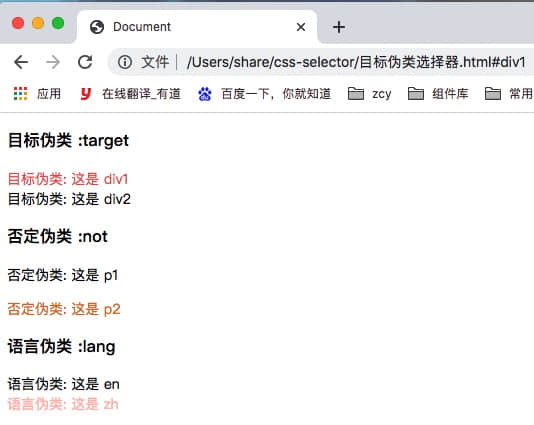 Document
文件 /Users/share/css-selector/目标伪类选择器.html#div1
应用 在线翻译_有道 百度一下，你就知道 zcy 组件库 常用
目标伪类 :target
目标伪类: 这是 div1
目标伪类: 这是 div2
否定伪类 :not
否定伪类: 这是 p1
否定伪类: 这是 p2
语言伪类 :lang
语言伪类: 这是 en
语言伪类: 这是 zh